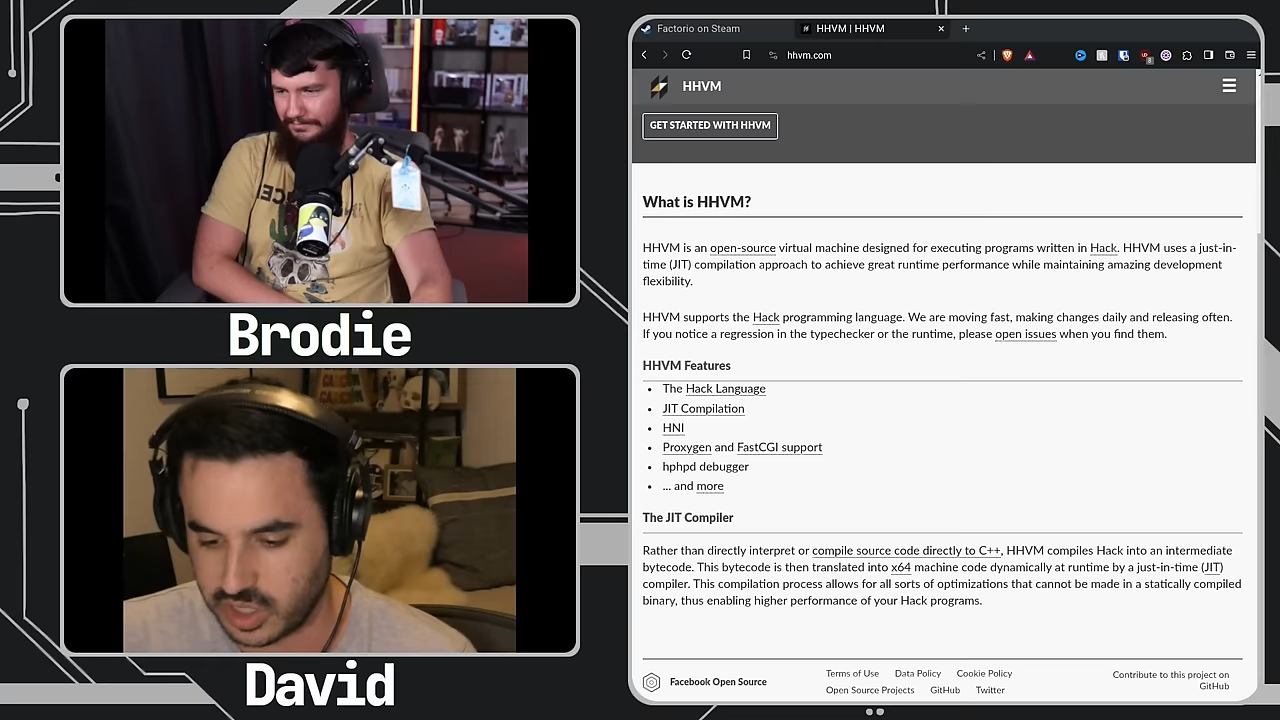 Brodie
David
Factorio on Steam
HHVM | HHVM
hhvm.com
HHVM
GET STARTED WITH HHVM
What is HHVM?
HHVM is an open-source virtual machine designed for executing programs written in Hack. HHVM uses a just-in-
time (JIT) compilation approach to achieve great runtime performance while maintaining amazing development
flexibility.
HHVM supports the Hack programming language. We are moving fast, making changes daily and releasing often.
If you notice a regression in the typechecker or the runtime, please open issues when you find them.
HHVM Features
• The Hack Language
• JIT Compilation
• HNI
• Proxygen and FastCGI support
• hphpd debugger
• ... and more
The JIT Compiler
Rather than directly interpret or compile source code directly to C++, HHVM compiles Hack into an intermediate
bytecode. This bytecode is then translated into x64 machine code dynamically at runtime by a just-in-time (JIT)
compiler. This compilation process allows for all sorts of optimizations that cannot be made in a statically compiled
binary, thus enabling higher performance of your Hack programs.
Facebook Open Source
Terms of Use Data Policy Cookie Policy
Open Source Projects GitHub Twitter
Contribute to this project on
GitHub